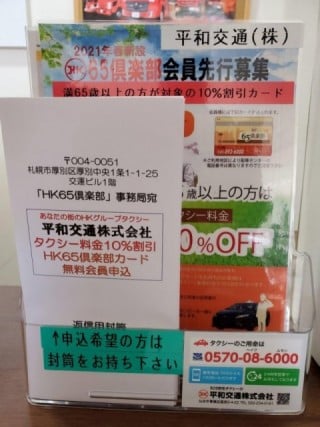 平和交通(株)
2021年春新設
HK 65倶楽部会員先行募集
満65歳以上の方が対象の10%割引カード
65倶楽部
歳以上の方は
タクシー料金
0%OFF
〒004-0051
札幌市厚別区厚別中央1条1-1-25
交運ビル1階
「HK65倶楽部」事務局宛
あなたの街のHKグループタクシー
平和交通株式会社
タクシー料金10%割引
HK65倶楽部カード
無料会員申込
返信用封筒
↑申込希望の方は
封筒をお持ち下さい
タクシーのご用命は
0570-08-6000
平和交通株式会社